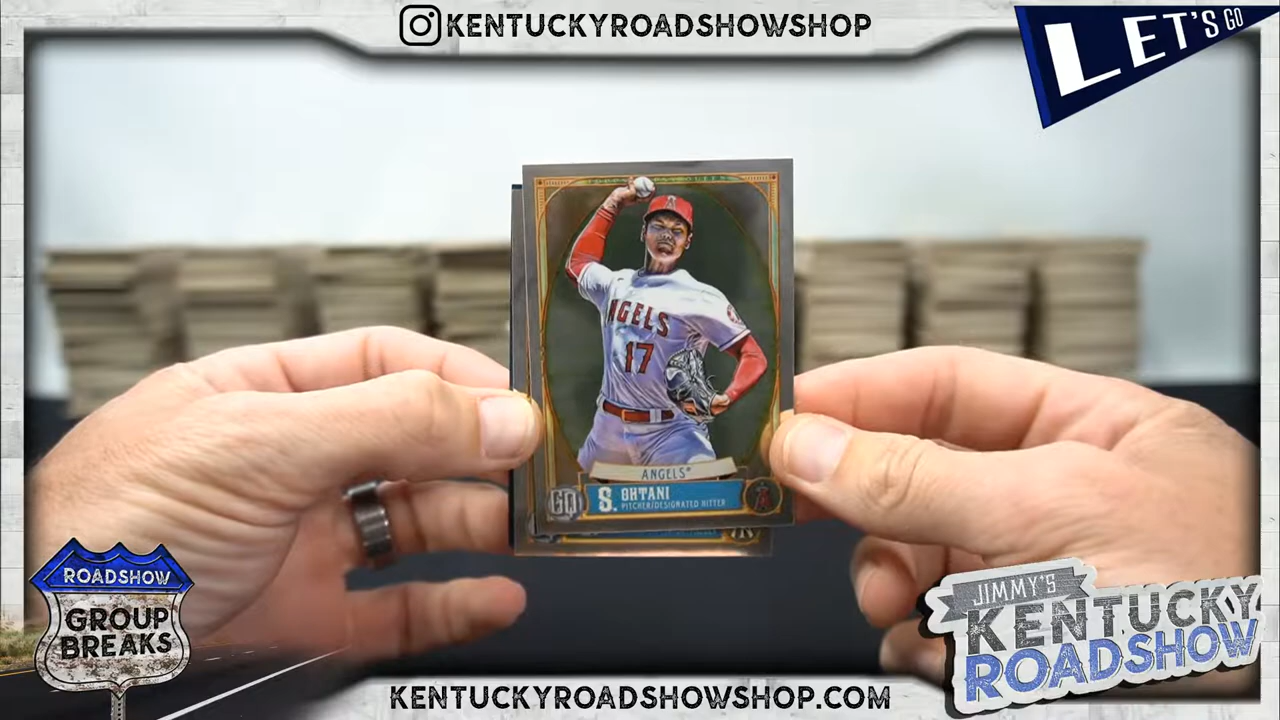 KENTUCKYROADSHOWSHOP
LET'S GO
ANGELS
17
ANGELS
GQ
S. OHTANI
PITCHER/DESIGNATED HITTER
ROADSHOW
GROUP
BREAKS
JIMMY'S
KENTUCKY
ROADSHOW
KENTUCKYROADSHOWSHOP.COM